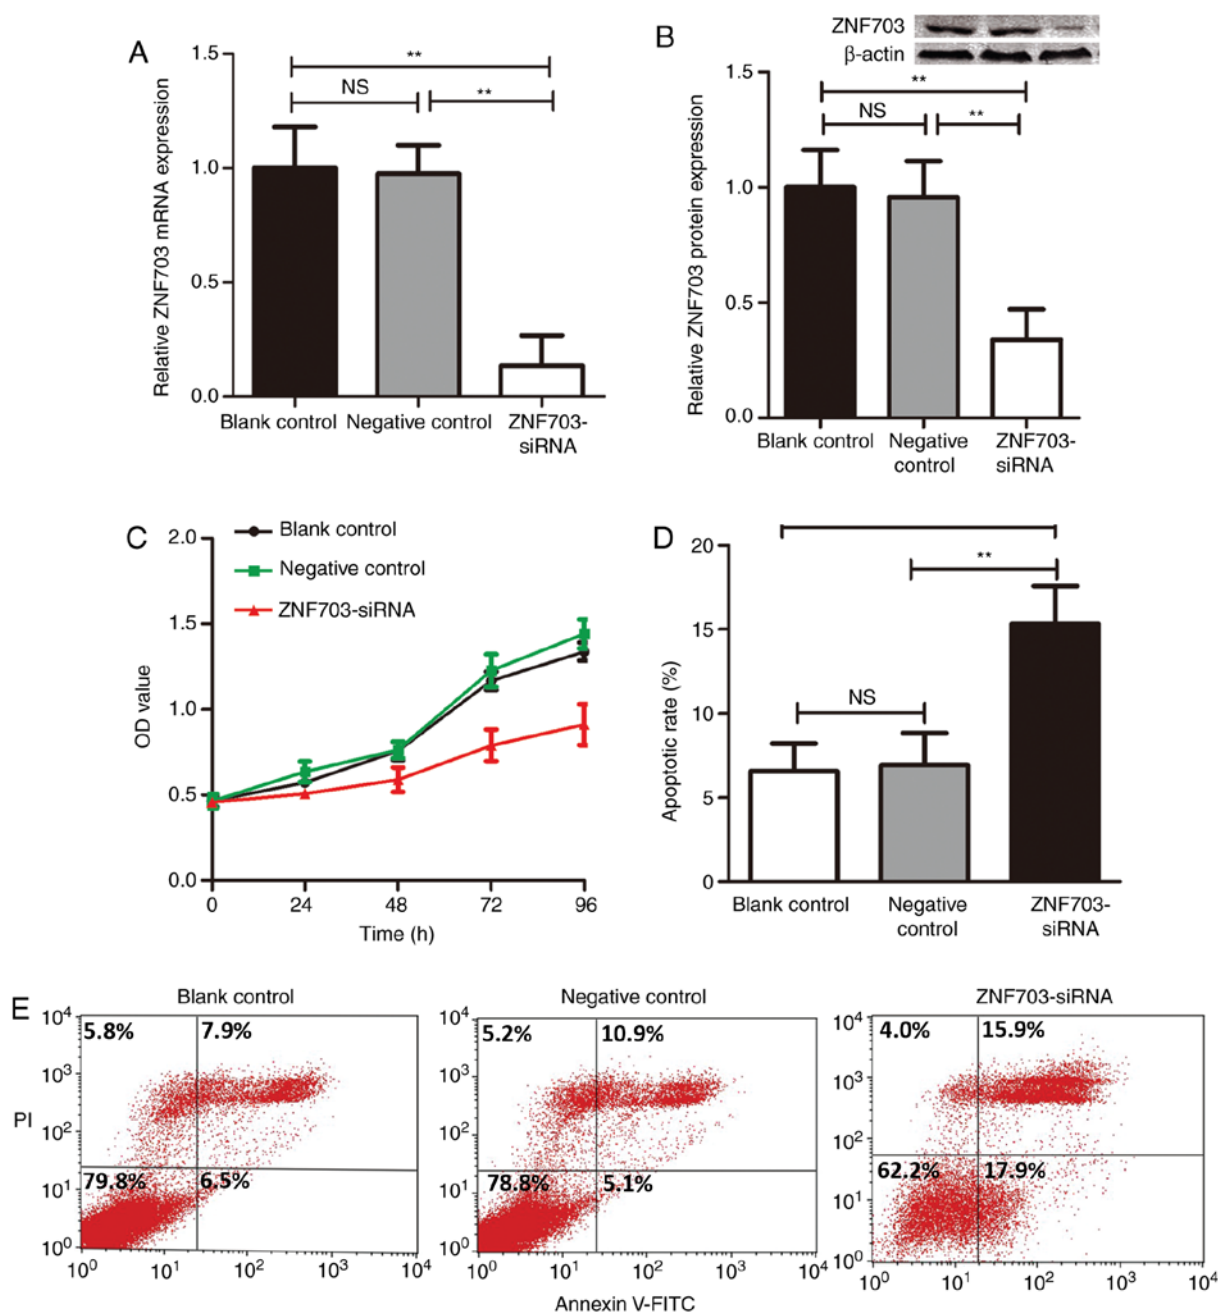 A
Relative ZNF703 mRNA expression
1.5
1.0
0.5
0.0
**
NS
**
Blank control
Negative control
ZNF703-
siRNA
B
ZNF703
β-actin
Relative ZNF703 protein expression
1.5
1.0
0.5
0.0
**
NS
**
Blank control
Negative
control
ZNF703-
siRNA
C
Blank control
Negative control
ZNF703-siRNA
OD value
2.0
1.5
1.0
0.5
0.0
0
24
48
72
96
Time (h)
D
Apoptotic rate (%)
20
15
10
5
0
**
NS
Blank control
Negative
control
ZNF703-
siRNA
E
PI
Blank control
10⁴
10³
10²
10¹
10⁰
5.8%
7.9%
79.8%
6.5%
10⁰
10¹
10²
10³
10⁴
Negative control
10⁴
10³
10²
10¹
10⁰
5.2%
10.9%
78.8%
5.1%
10⁰
10¹
10²
10³
10⁴
ZNF703-siRNA
10⁴
10³
10²
10¹
10⁰
4.0%
15.9%
62.2%
17.9%
10⁰
10¹
10²
10³
10⁴
Annexin V-FITC